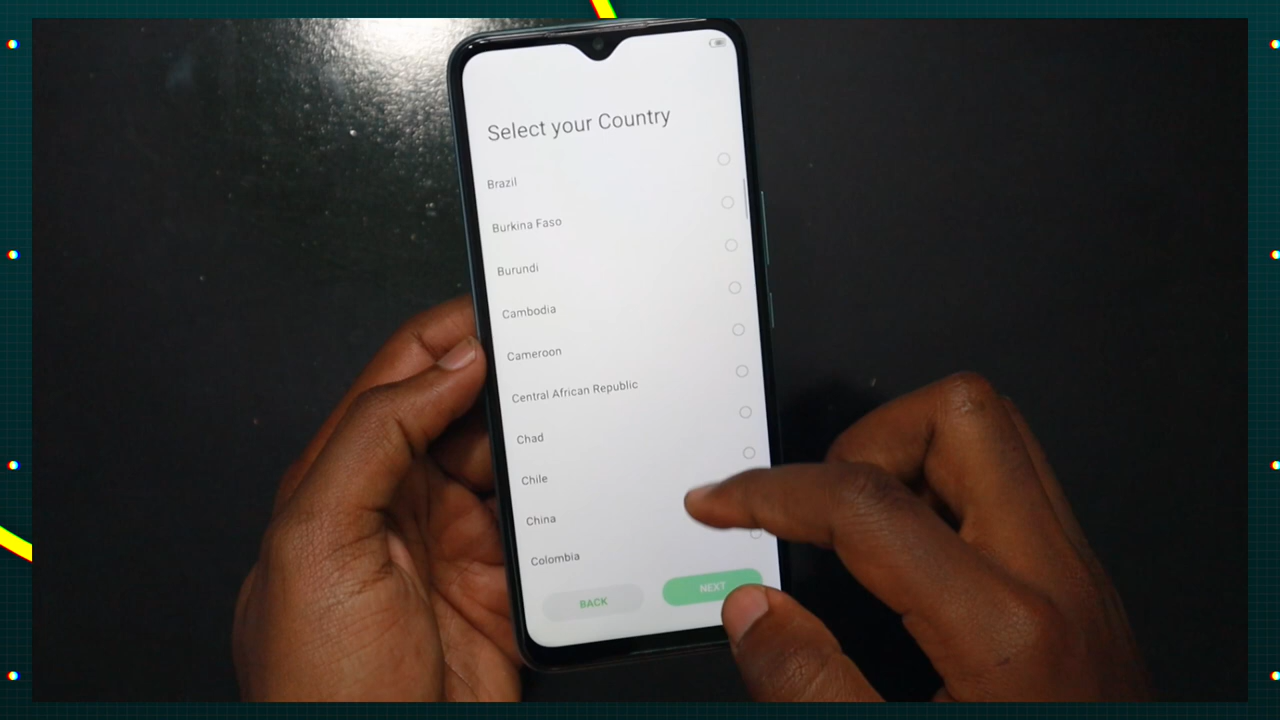 Select your Country
Brazil
Burkina Faso
Burundi
Cambodia
Cameroon
Central African Republic
Chad
Chile
China
Colombia
BACK
NEXT